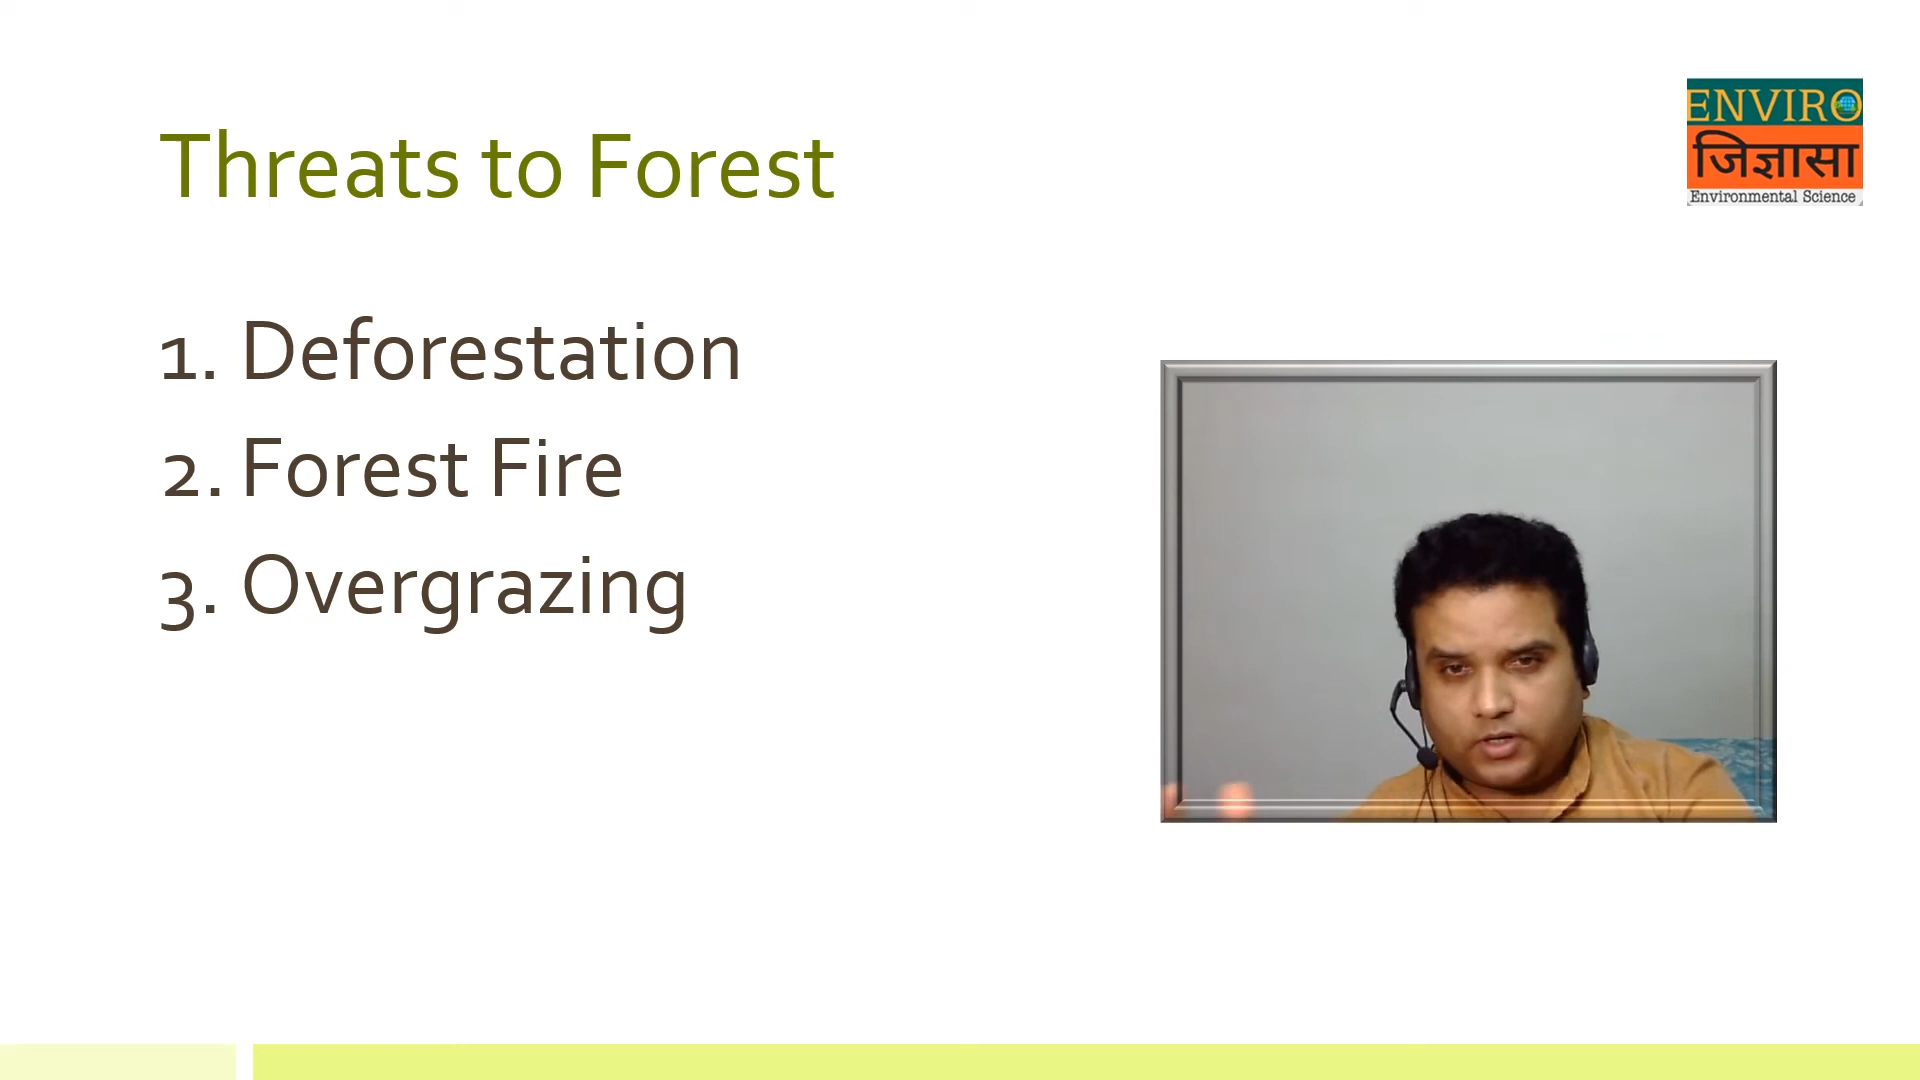 Threats to Forest
ENVIRO
जिज्ञासा
Environmental Science
1. Deforestation
2. Forest Fire
3. Overgrazing